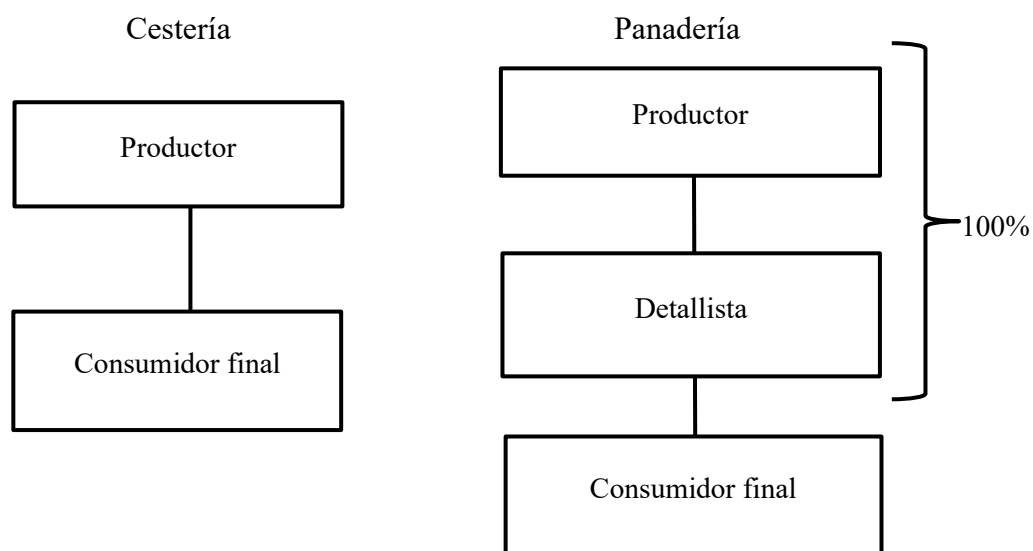 Cestería
Productor
Consumidor final
Panadería
Productor
Detallista
Consumidor final
100%